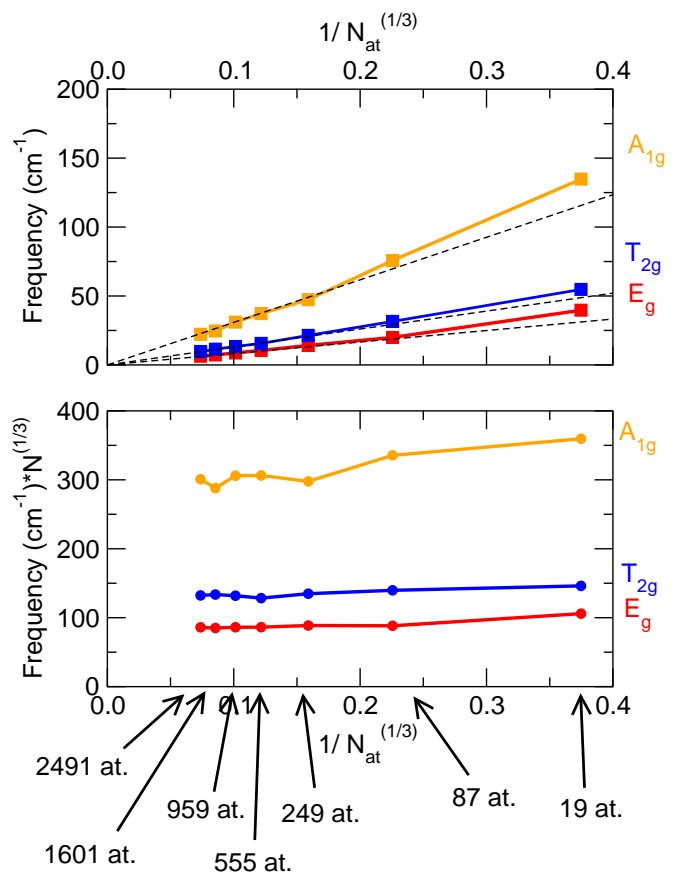 1/ N_at^(1/3)
0.0 0.1 0.2 0.3 0.4
200
150
100
50
0
Frequency (cm^-1)
A_1g
T_2g
E_g
400
300
200
100
0
Frequency (cm^-1)*N^(1/3)
A_1g
T_2g
E_g
0.0 0.1 0.2 0.3 0.4
1/ N_at^(1/3)
2491 at.
1601 at.
959 at.
555 at.
249 at.
87 at.
19 at.